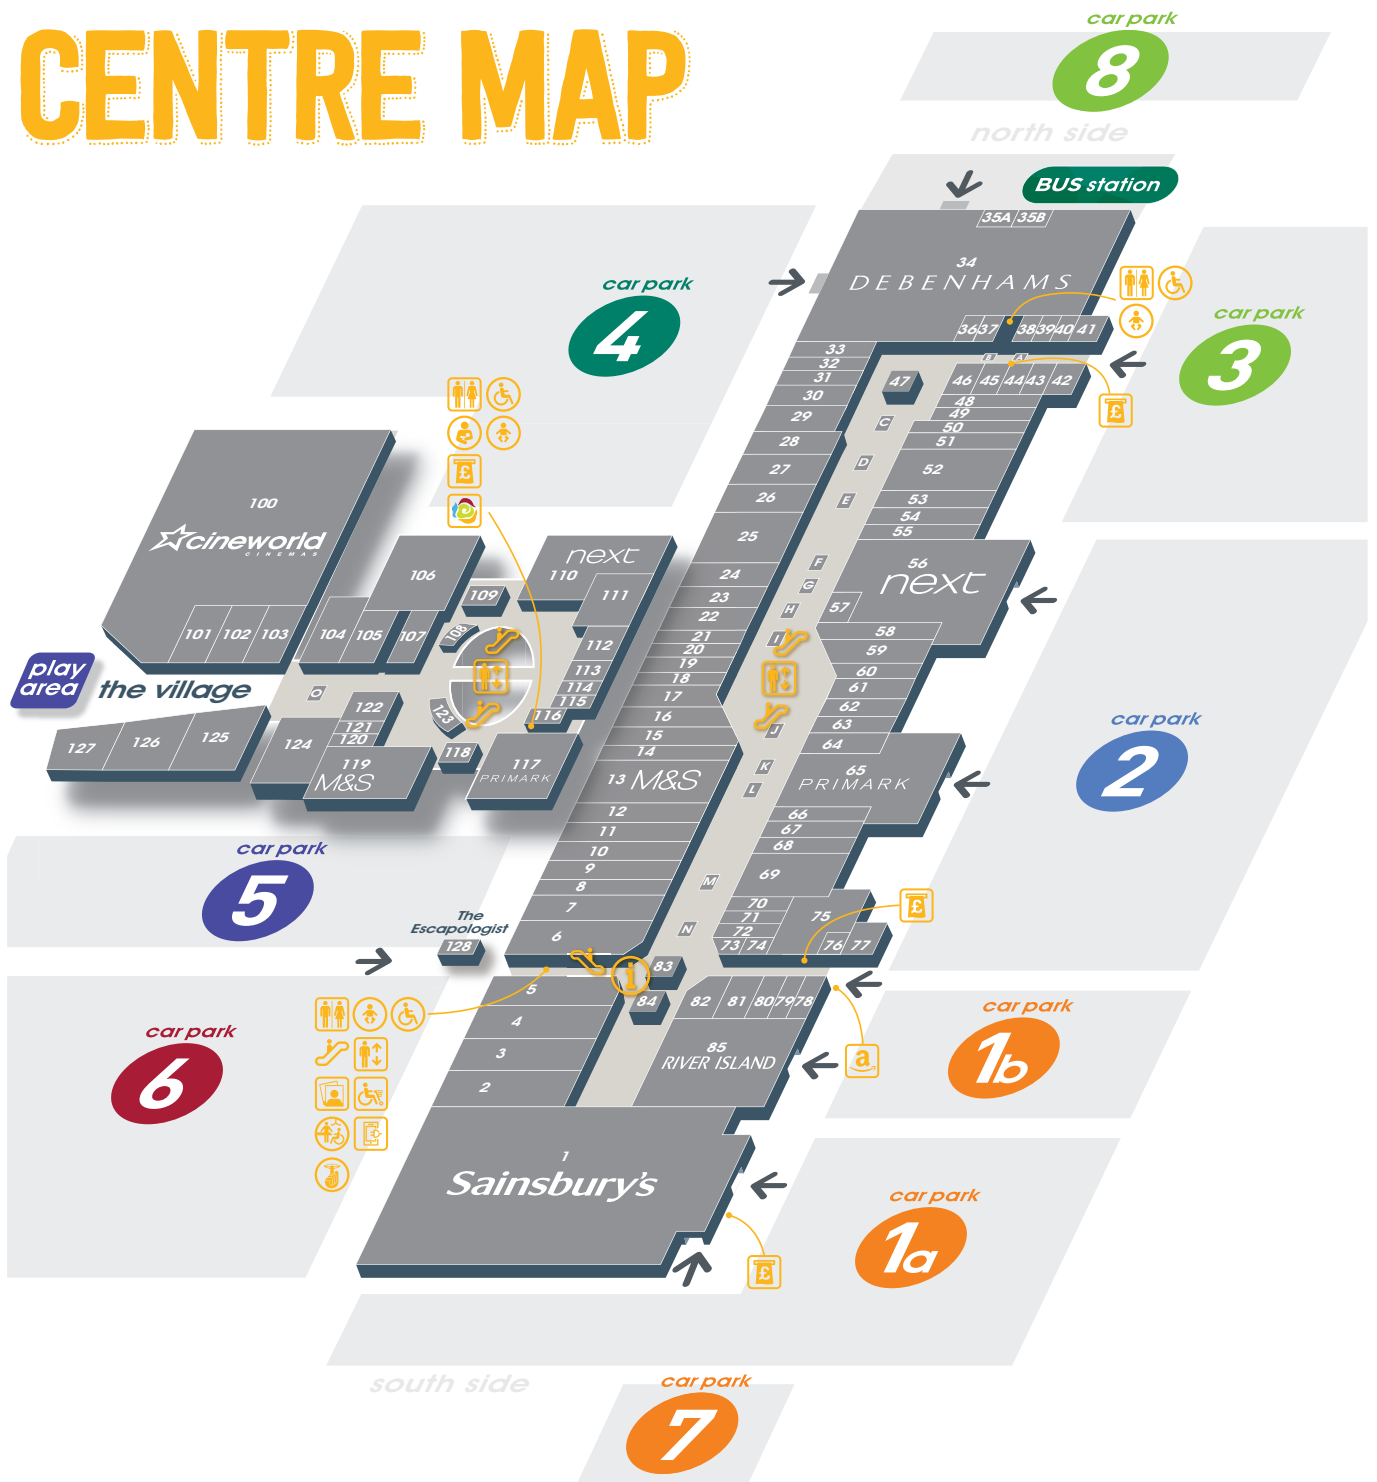 CENTRE MAP
car park
8
north side
BUS station
35A 35B
34
DEBENHAMS
car park
4
36 37 38 39 40 41
car park
3
33
32
31
30
29
28
27
26
25
24
23
22
21
20
19
18
17
16
15
14
13 M&S
12
11
10
9
8
7
6
B A
47
46 45 44 43 42
48
49
50
51
52
53
54
55
56
next
57
58
59
60
61
62
63
64
65
PRIMARK
66
67
68
69
70
71
72
73 74
75
76 77
C
D
E
F
G
H
I
J
K
L
M
N
£
£
100
cineworld
CINEMAS
101 102 103
104 105
106
107
108
109
next
110
111
112
113
114
115
116
117
PRIMARK
118
119
M&S
120
121
122
123
124
125
126
127
O
play
area
the village
car park
2
car park
5
The
Escapologist
128
83
84
i
£
5
4
3
2
82 81 80 79 78
85
RIVER ISLAND
a
car park
1b
car park
6
1
Sainsbury's
£
car park
1a
south side
car park
7